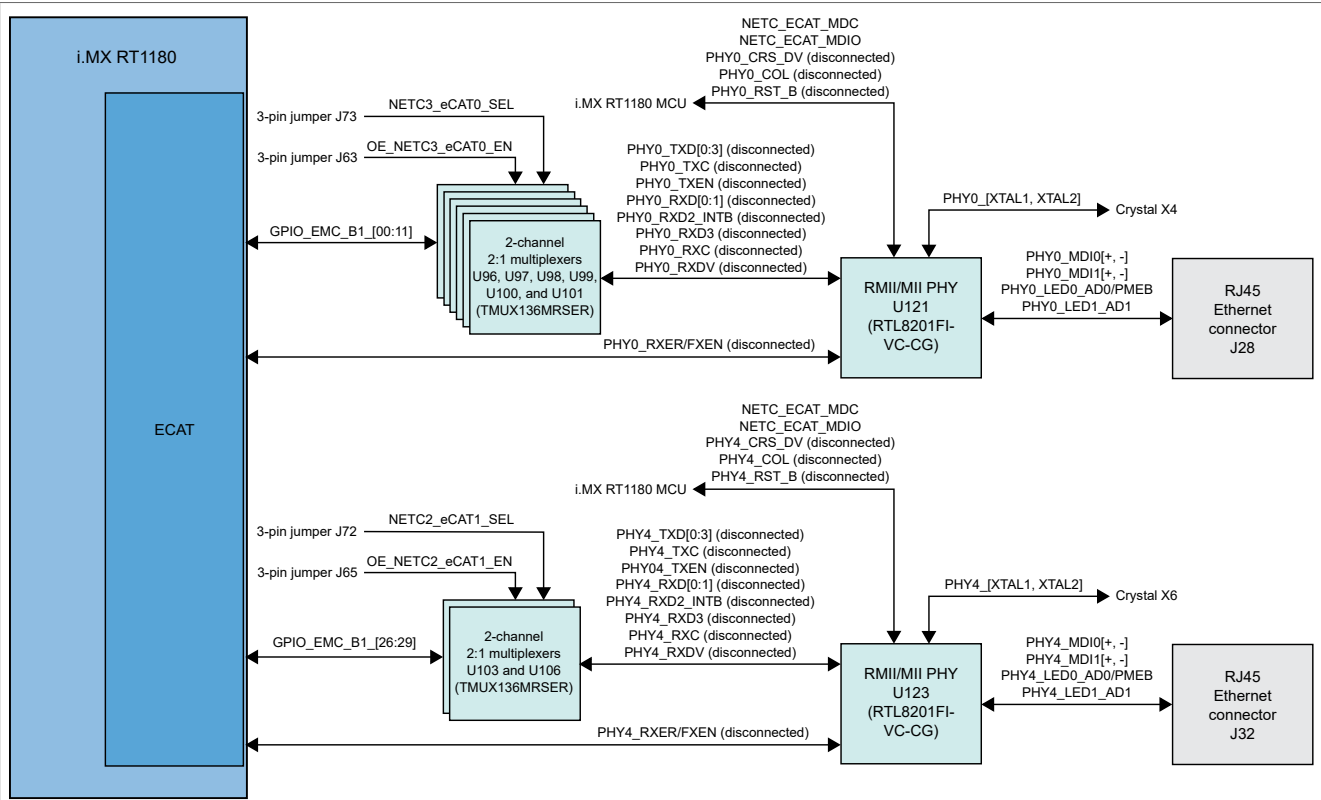 i.MX RT1180
ECAT
NETC_ECAT_MDC
NETC_ECAT_MDIO
PHY0_CRS_DV (disconnected)
PHY0_COL (disconnected)
PHY0_RST_B (disconnected)
i.MX RT1180 MCU
3-pin jumper J73
NETC3_eCAT0_SEL
3-pin jumper J63
OE_NETC3_eCAT0_EN
GPIO_EMC_B1_[00:11]
2-channel
2:1 multiplexers
U96, U97, U98, U99,
U100, and U101
(TMUX136MRSER)
PHY0_TXD[0:3] (disconnected)
PHY0_TXC (disconnected)
PHY0_TXEN (disconnected)
PHY0_RXD[0:1] (disconnected)
PHY0_RXD2_INTB (disconnected)
PHY0_RXD3 (disconnected)
PHY0_RXC (disconnected)
PHY0_RXDV (disconnected)
PHY0_RXER/FXEN (disconnected)
RMII/MII PHY
U121
(RTL8201FI-
VC-CG)
PHY0_[XTAL1, XTAL2]
Crystal X4
PHY0_MDI0[+, -]
PHY0_MDI1[+, -]
PHY0_LED0_AD0/PMEB
PHY0_LED1_AD1
RJ45
Ethernet
connector
J28
NETC_ECAT_MDC
NETC_ECAT_MDIO
PHY4_CRS_DV (disconnected)
PHY4_COL (disconnected)
PHY4_RST_B (disconnected)
i.MX RT1180 MCU
3-pin jumper J72
NETC2_eCAT1_SEL
3-pin jumper J65
OE_NETC2_eCAT1_EN
GPIO_EMC_B1_[26:29]
2-channel
2:1 multiplexers
U103 and U106
(TMUX136MRSER)
PHY4_TXD[0:3] (disconnected)
PHY4_TXC (disconnected)
PHY04_TXEN (disconnected)
PHY4_RXD[0:1] (disconnected)
PHY4_RXD2_INTB (disconnected)
PHY4_RXD3 (disconnected)
PHY4_RXC (disconnected)
PHY4_RXDV (disconnected)
PHY4_RXER/FXEN (disconnected)
RMII/MII PHY
U123
(RTL8201FI-
VC-CG)
PHY4_[XTAL1, XTAL2]
Crystal X6
PHY4_MDI0[+, -]
PHY4_MDI1[+, -]
PHY4_LED0_AD0/PMEB
PHY4_LED1_AD1
RJ45
Ethernet
connector
J32